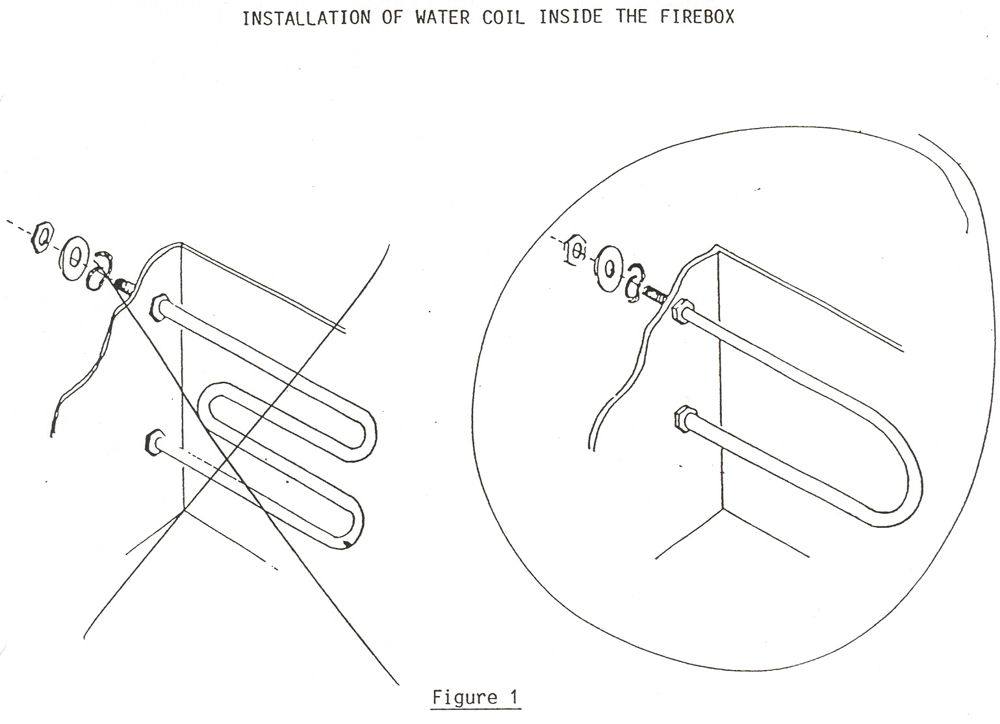 INSTALLATION OF WATER COIL INSIDE THE FIREBOX
Figure 1